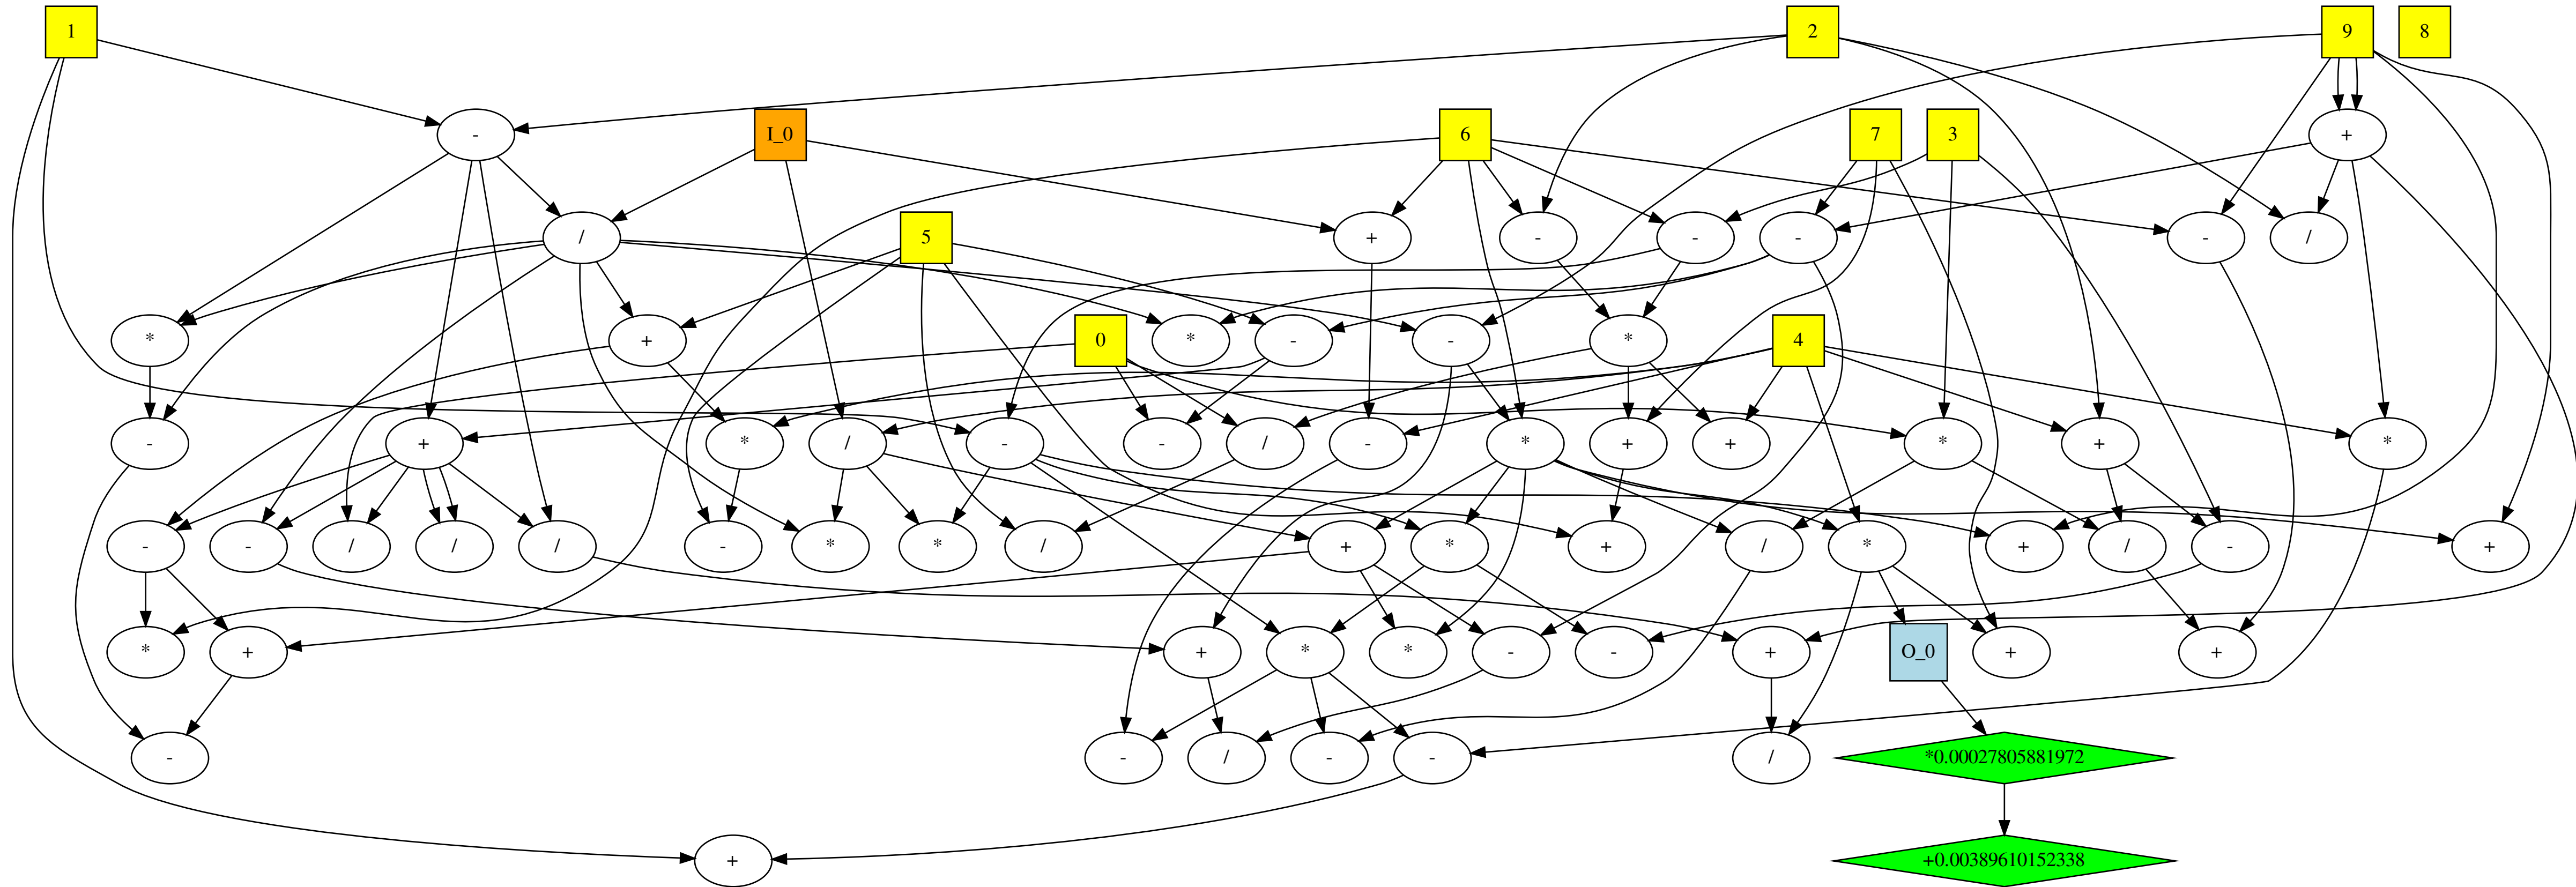 1 2 9 8
- I_0 6 7 3 +
/ 5 + - - - - /
* + 0 * - - * 4
- + * / - - / - * + + * + *
- - / / / - * * / + * + / * + / - +
* + + * * - - + O_0 + +
- - / - - / *0.00027805881972
+ +0.00389610152338